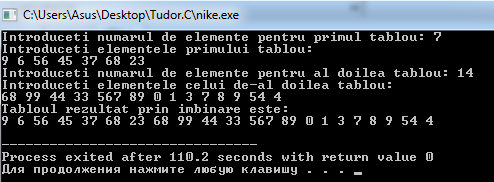 C:\Users\Asus\Desktop\Tudor.C\nike.exe
Introduceti numarul de elemente pentru primul tablou: 7
Introduceti elementele primului tablou:
9 6 56 45 37 68 23
Introduceti numarul de elemente pentru al doilea tablou: 14
Introduceti elementele celui de-al doilea tablou:
68 99 44 33 567 89 0 1 3 7 8 9 54 4
Tabloul rezultat prin inbinare este:
9 6 56 45 37 68 23 68 99 44 33 567 89 0 1 3 7 8 9 54 4
--------------------------------
Process exited after 110.2 seconds with return value 0
Для продолжения нажмите любую клавишу . . . _